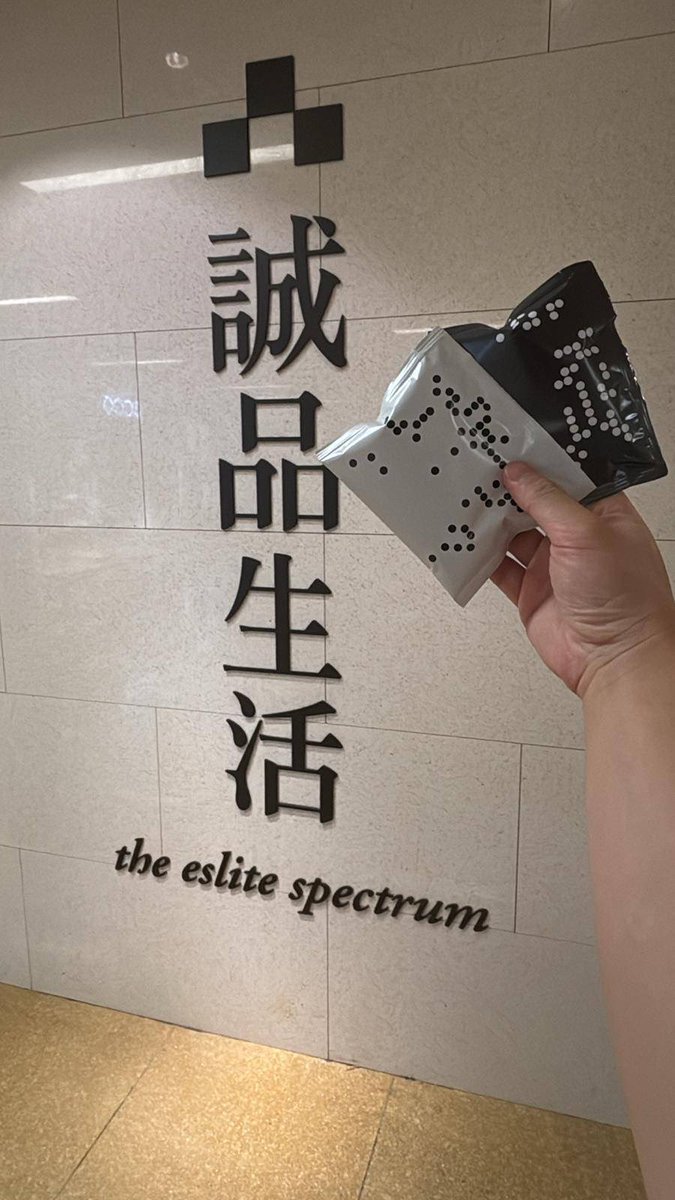 誠品生活
the eslite spectrum